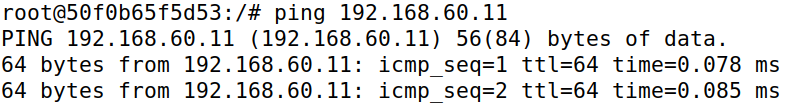 root@50f0b65f5d53:/# ping 192.168.60.11
PING 192.168.60.11 (192.168.60.11) 56(84) bytes of data.
64 bytes from 192.168.60.11: icmp_seq=1 ttl=64 time=0.078 ms
64 bytes from 192.168.60.11: icmp_seq=2 ttl=64 time=0.085 ms